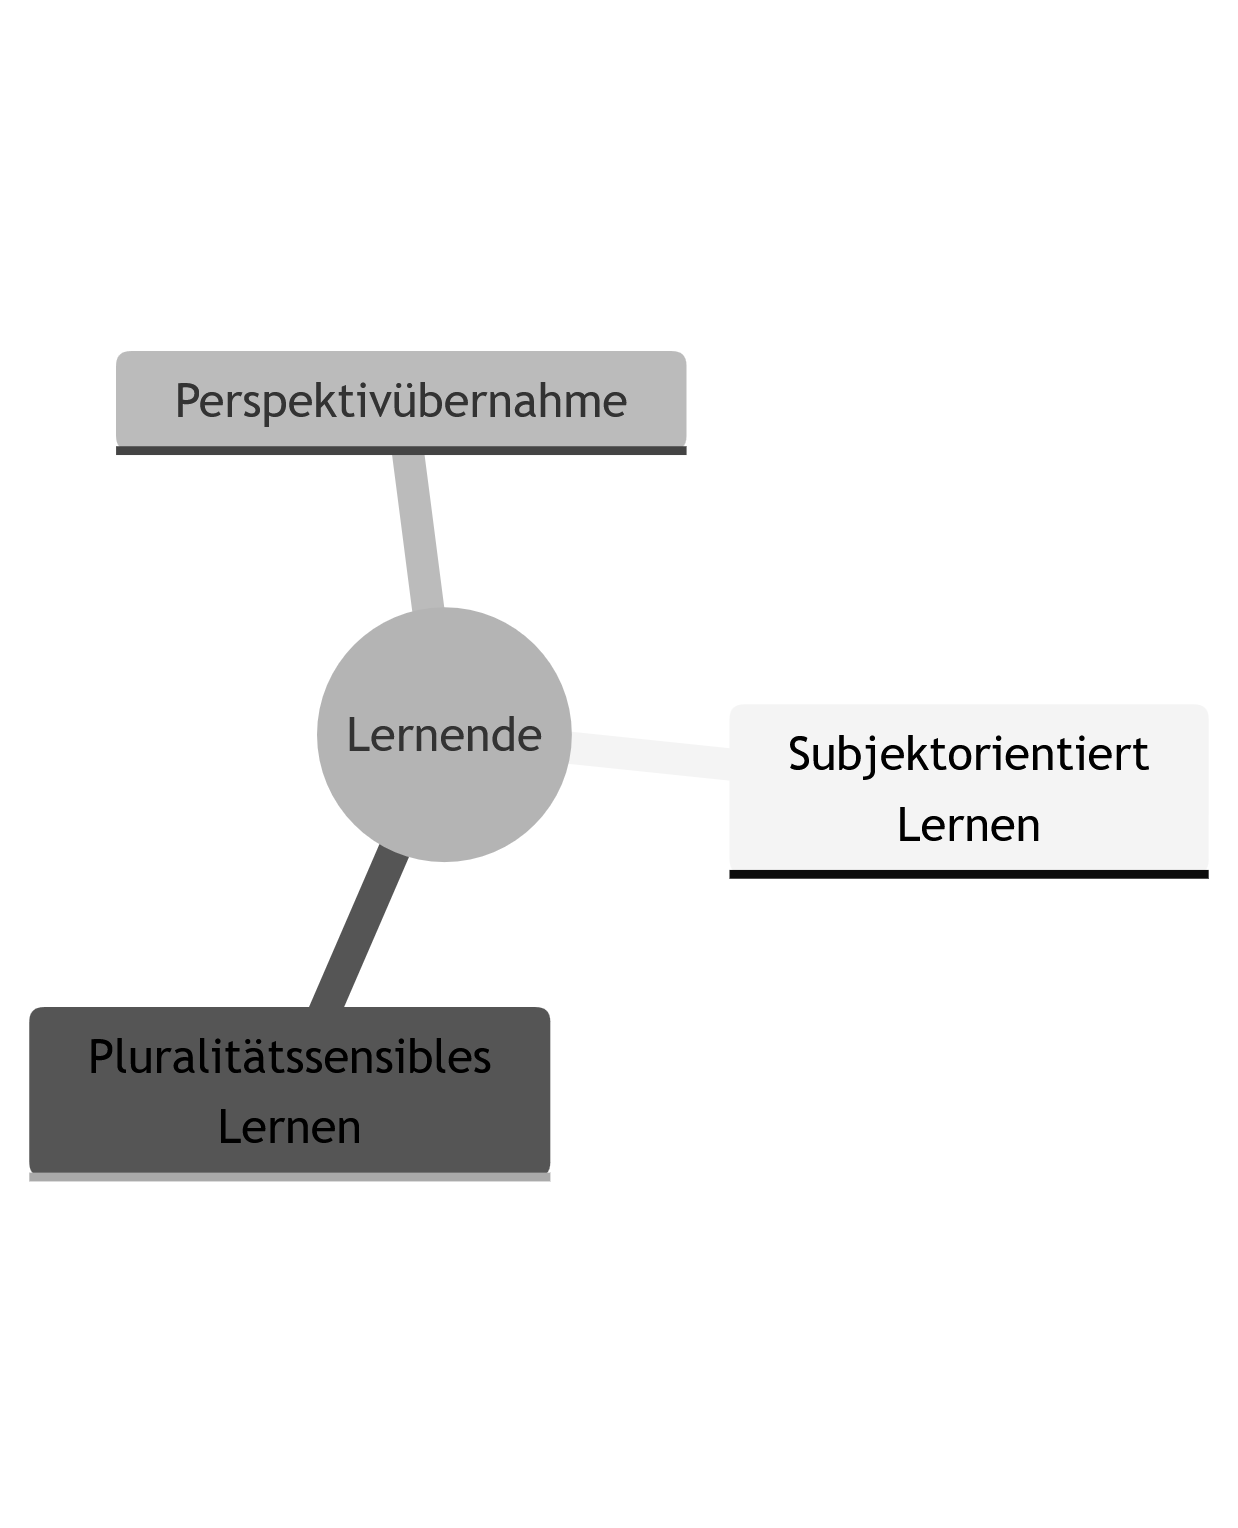 Perspektivübernahme
Lernende
Subjektorientiert
Lernen
Pluralitätssensibles
Lernen